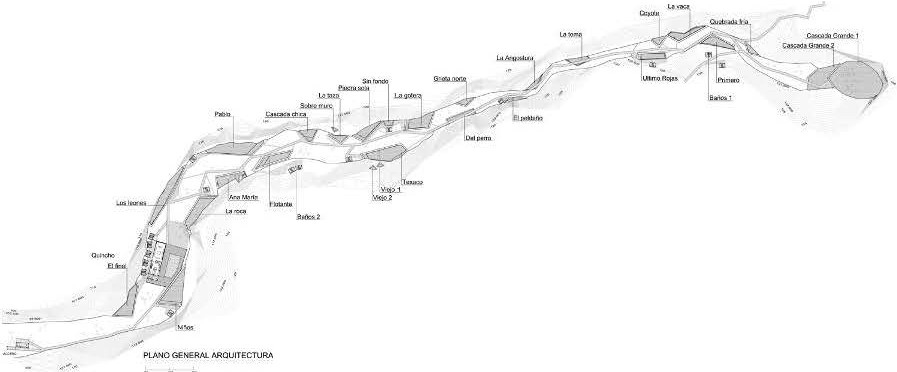 La vaca
Coyote
Quebrada fria
Cascada Grande 1
Cascada Grande 2
La toma
La Angostura
Ultimo Rojas
Primero
Baños 1
Grieta norte
Sin fondo
Piedra sola
La gotera
La taza
Sobre muro
Cascada chica
Pablo
El peldaño
Del perro
Texaco
Viejo 1
Viejo 2
Ana María
Flotante
Baños 2
Los leones
La roca
Quincho
El final
Niños
ACCESO
PLANO GENERAL ARQUITECTURA